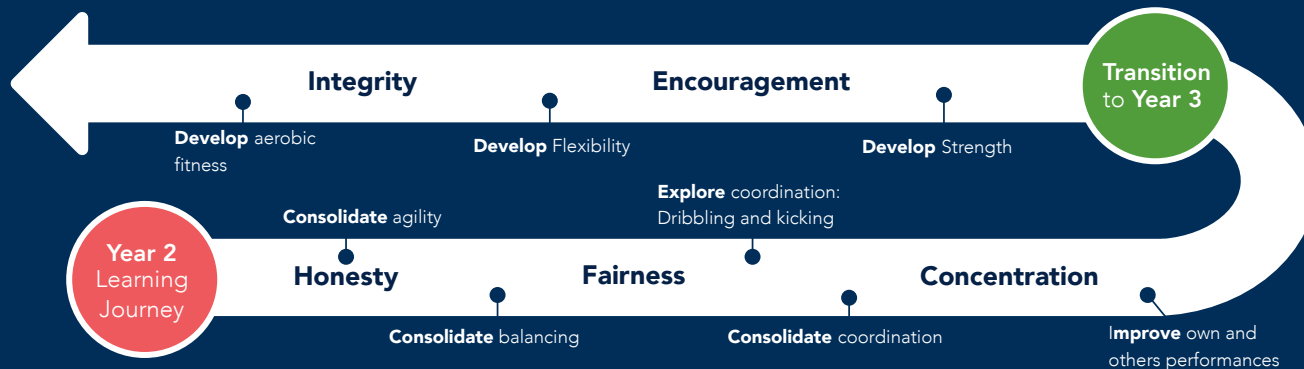 Integrity
Encouragement
Transition
to Year 3
Develop aerobic
fitness
Develop Flexibility
Develop Strength
Explore coordination:
Dribbling and kicking
Consolidate agility
Year 2
Learning
Journey
Honesty
Fairness
Concentration
Consolidate balancing
Consolidate coordination
Improve own and
others performances